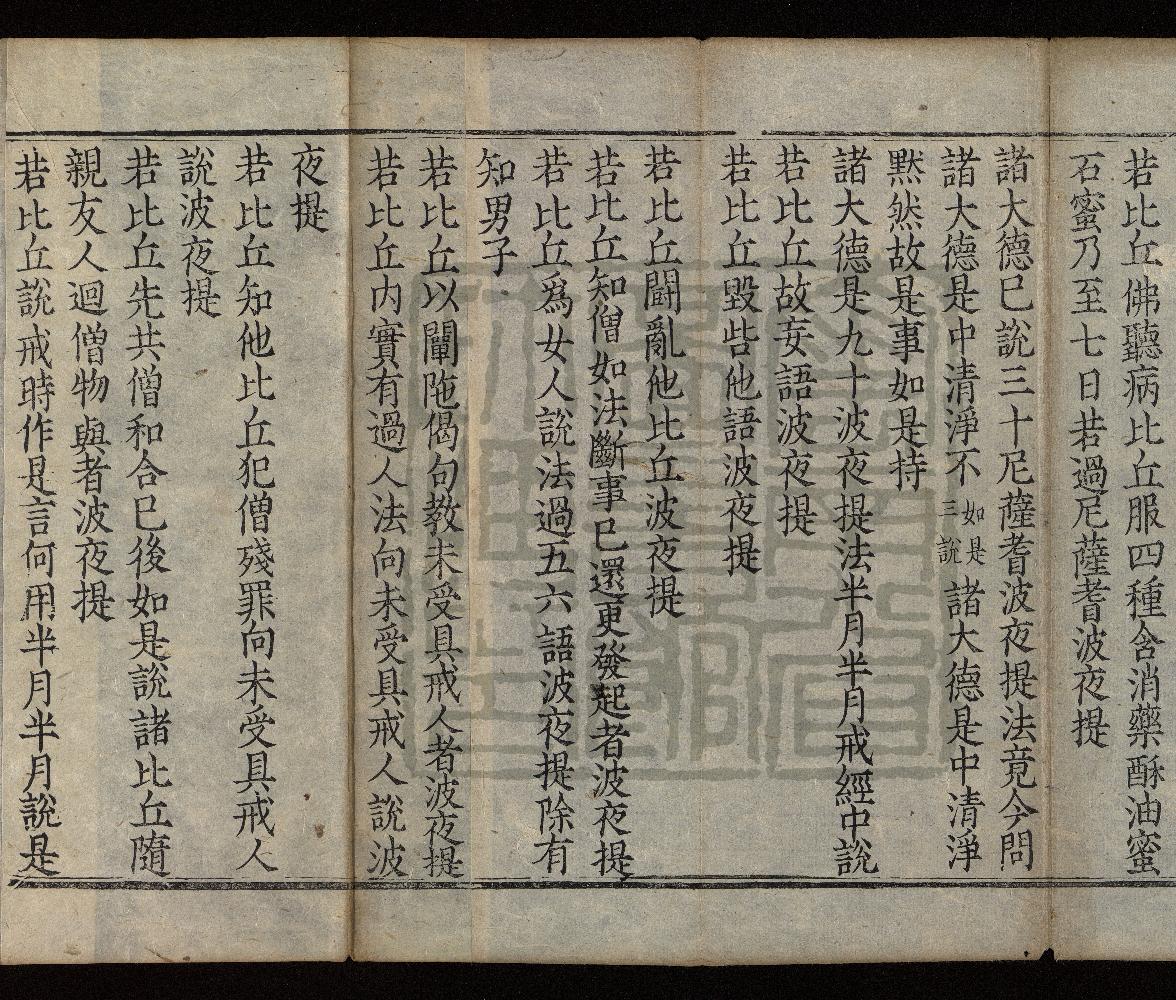 若比丘佛聽病比丘服四種含消藥酥油蜜
石蜜乃至七日若過尼薩耆波夜提
諸大德已說三十尼薩耆波夜提法竟今問
諸大德是中清淨不如是三說諸大德是中清淨
默然故是事如是持
諸大德是九十波夜提法半月半月戒經中說
若比丘故妄語波夜提
若比丘毀呰他語波夜提
若比丘鬭亂他比丘波夜提
若比丘知僧如法斷事已還更發起者波夜提
若比丘爲女人說法過五六語波夜提除有
知男子
若比丘以闡陁偈句教未受具戒人者波夜提
若比丘内實有過人法向未受具戒人說波
夜提
若比丘知他比丘犯僧殘罪向未受具戒人
說波夜提
若比丘先共僧和合已後如是說諸比丘隨
親友人迴僧物與者波夜提
若比丘說戒時作是言何用半月半月說是